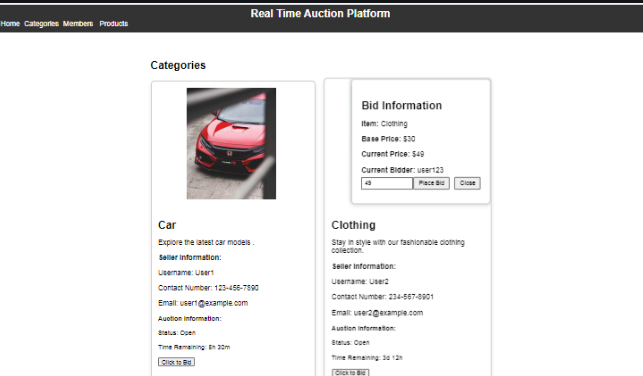 Real Time Auction Platform
Home Categories Members Products
Categories
Bid Information
Item: Clothing
Base Price: $30
Current Price: $49
Current Bidder: user123
49 Place Bid Close
Car
Explore the latest car models .
Seller Information:
Username: User1
Contact Number: 123-456-7890
Email: user1@example.com
Auction Information:
Status: Open
Time Remaining: 5h 30m
Click to Bid
Clothing
Stay in style with our fashionable clothing
collection.
Seller Information:
Username: User2
Contact Number: 234-567-8901
Email: user2@example.com
Auction Information:
Status: Open
Time Remaining: 3d 12h
Click to Bid